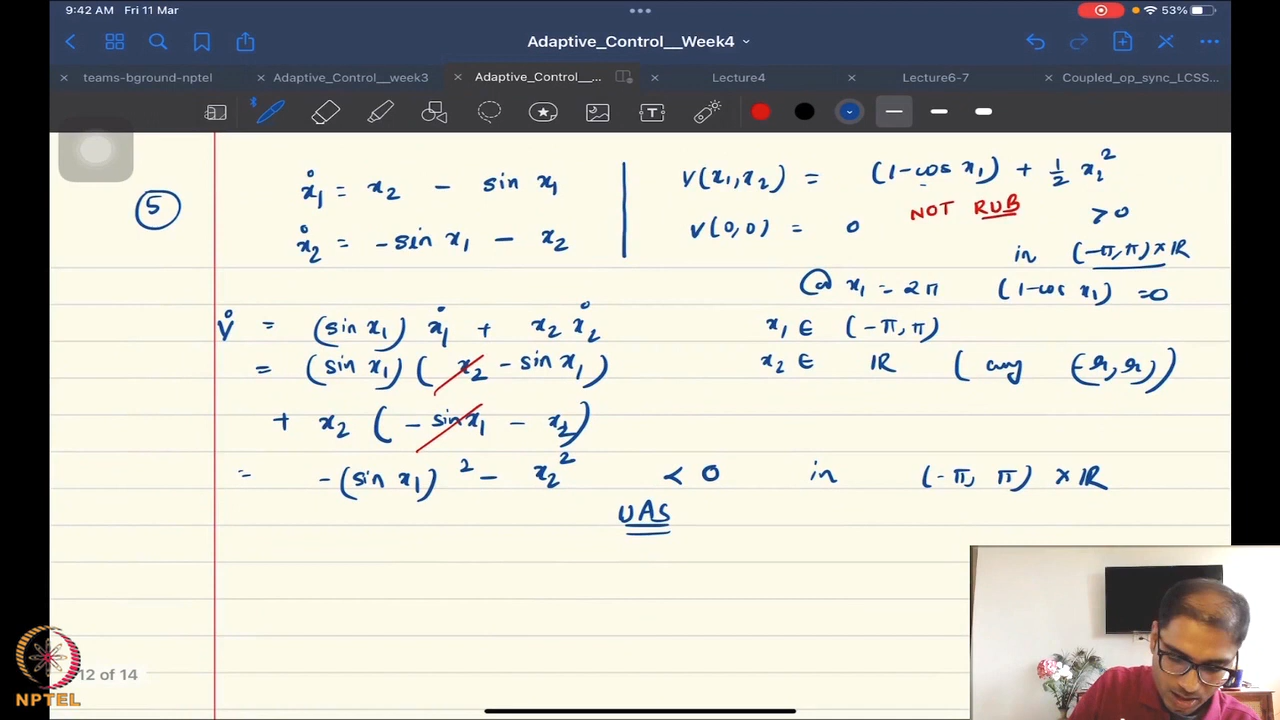 9:42 AM Fri 11 Mar
53%
Adaptive_Control__Week4
teams-bground-nptel
Adaptive_Control__week3
Adaptive_Control__...
Lecture4
Lecture6-7
Coupled_op_sync_LCSS...
5
ẋ₁ = x₂ - sin x₁
ẋ₂ = -sin x₁ - x₂
V(x₁,x₂) = (1-cos x₁) + ½ x₂²
NOT RUB
V(0,0) = 0
> 0
in (-π,π) × ℝ
@ x₁ = 2π (1-cos x₁) = 0
V̇ = (sin x₁) ẋ₁ + x₂ ẋ₂
x₁ ∈ (-π, π)
= (sin x₁) ( x₂ - sin x₁)
x₂ ∈ ℝ ( any (-r, r))
+ x₂ ( - sin x₁ - x₂)
= -(sin x₁)² - x₂² < 0 in (-π, π) × ℝ
UAS
12 of 14
NPTEL